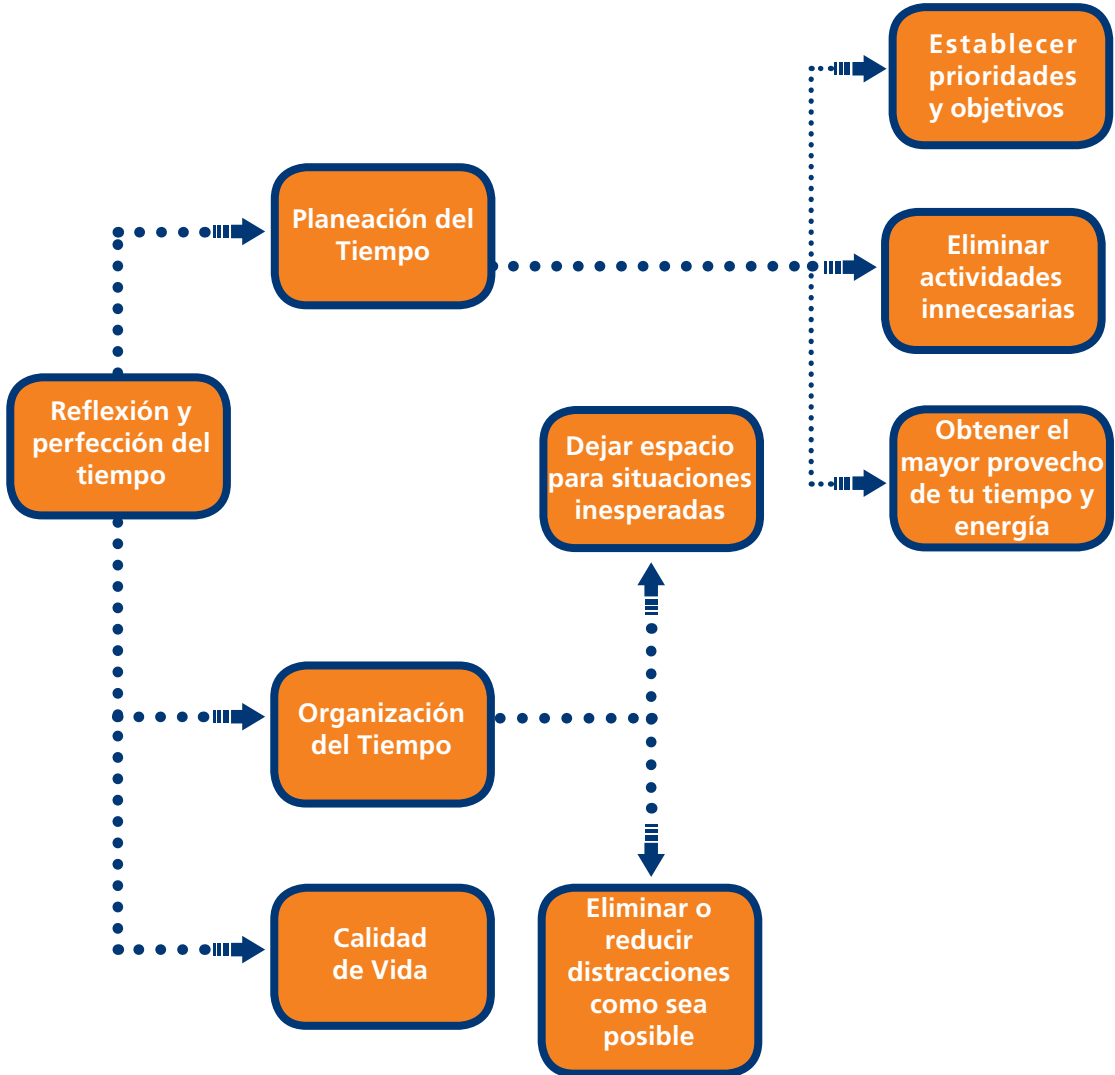 Establecer
prioridades
y objetivos
Planeación del
Tiempo
Eliminar
actividades
innecesarias
Reflexión y
perfección del
tiempo
Dejar espacio
para situaciones
inesperadas
Obtener el
mayor provecho
de tu tiempo y
energía
Organización
del Tiempo
Calidad
de Vida
Eliminar o
reducir
distracciones
como sea
posible